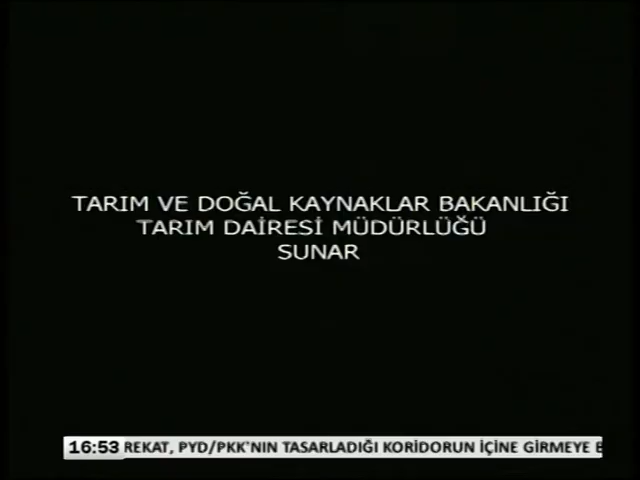 TARIM VE DOĞAL KAYNAKLAR BAKANLIĞI
TARIM DAİRESİ MÜDÜRLÜĞÜ
SUNAR
16:53 REKAT, PYD/PKK'NIN TASARLADIĞI KORİDORUN İÇİNE GİRMEYE